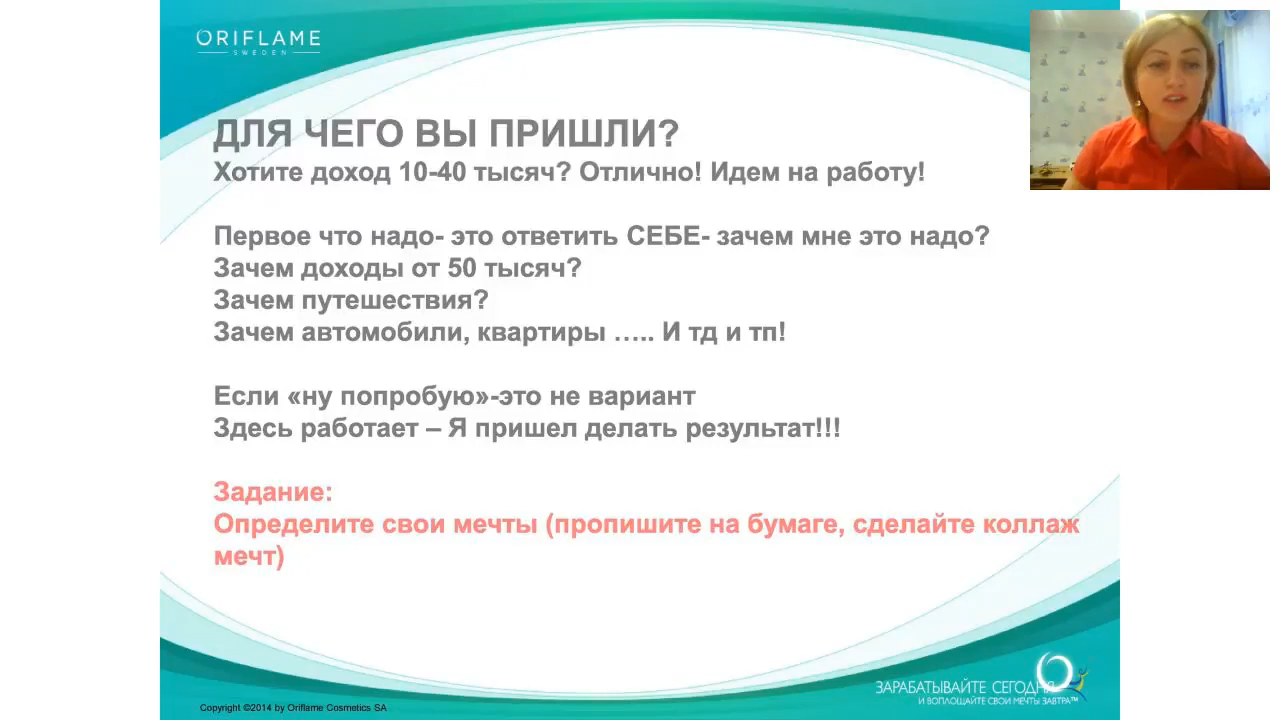 ORIFLAME
SWEDEN
ДЛЯ ЧЕГО ВЫ ПРИШЛИ?
Хотите доход 10-40 тысяч? Отлично! Идем на работу!
Первое что надо- это ответить СЕБЕ- зачем мне это надо?
Зачем доходы от 50 тысяч?
Зачем путешествия?
Зачем автомобили, квартиры ….. И тд и тп!
Если «ну попробую»-это не вариант
Здесь работает – Я пришел делать результат!!!
Задание:
Определите свои мечты (пропишите на бумаге, сделайте коллаж
мечт)
ЗАРАБАТЫВАЙТЕ СЕГОДНЯ
И ВОПЛОЩАЙТЕ СВОИ МЕЧТЫ ЗАВТРА™
Copyright ©2014 by Oriflame Cosmetics SA